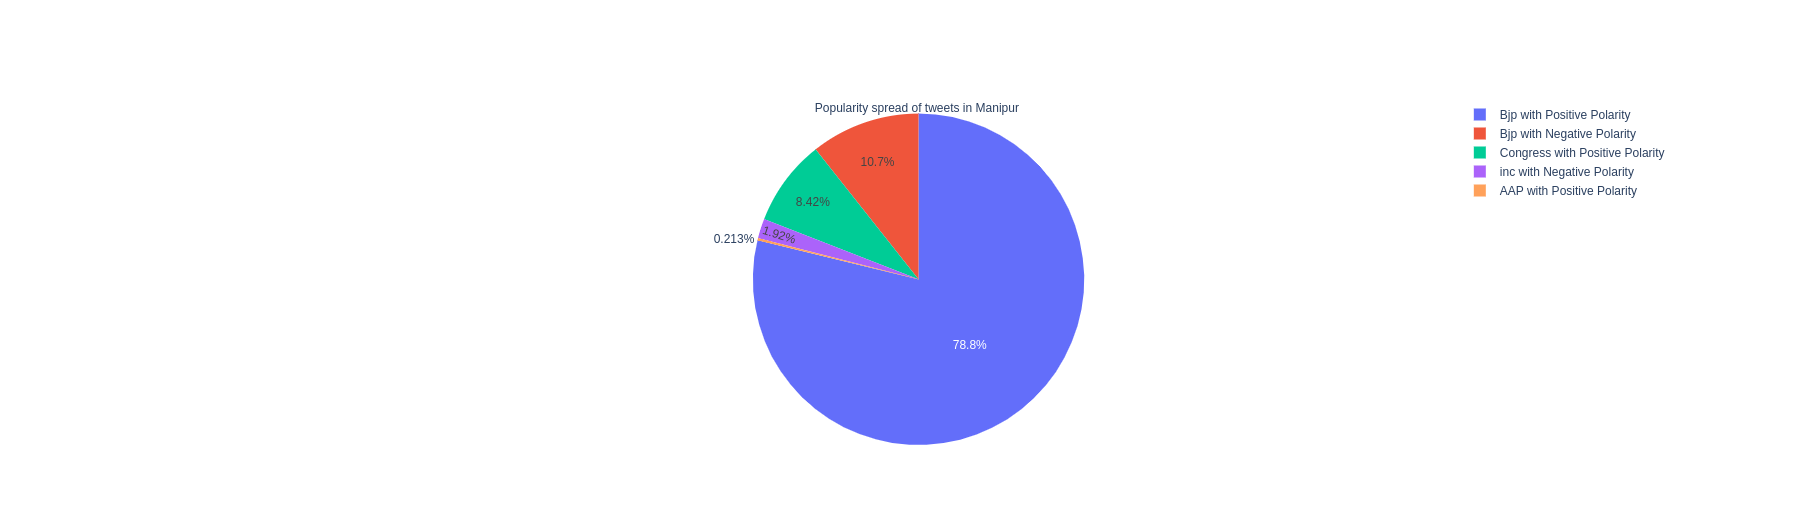 Popularity spread of tweets in Manipur
10.7%
8.42%
1.92%
0.213%
78.8%
Bjp with Positive Polarity
Bjp with Negative Polarity
Congress with Positive Polarity
inc with Negative Polarity
AAP with Positive Polarity